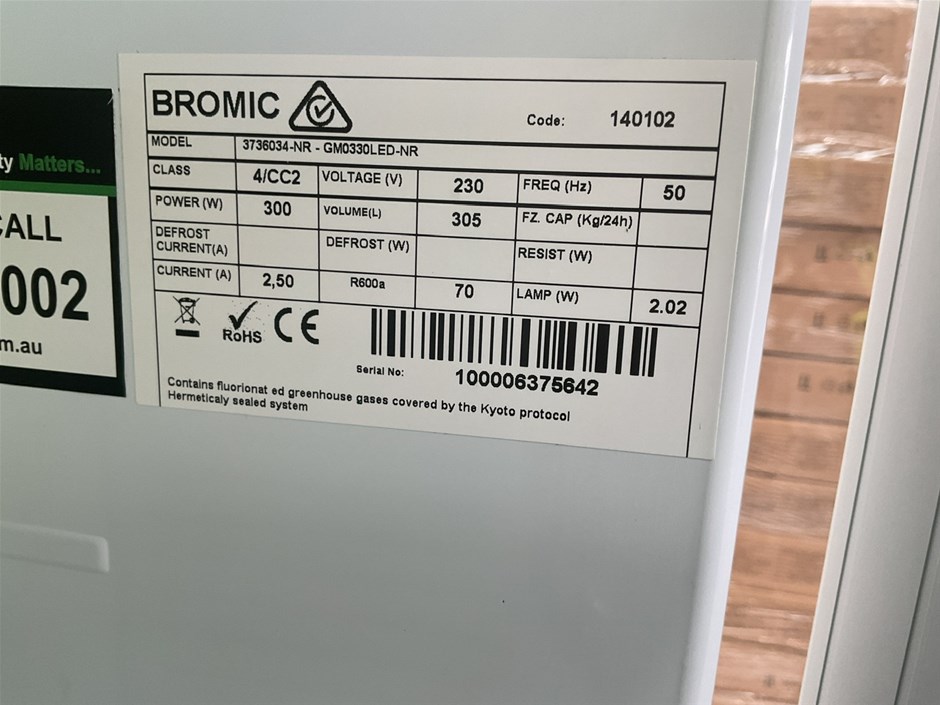 BROMIC
Code: 140102
MODEL 3736034-NR - GM0330LED-NR
CLASS 4/CC2 VOLTAGE (V) 230 FREQ (Hz) 50
POWER (W) 300 VOLUME(L) 305 FZ. CAP (Kg/24h)
DEFROST CURRENT(A) DEFROST (W) RESIST (W)
CURRENT (A) 2,50 R600a 70 LAMP (W) 2.02
RoHS CE
Serial No: 100006375642
Contains fluorionat ed greenhouse gases covered by the Kyoto protocol
Hermeticaly sealed system
ty Matters...
ALL
002
m.au